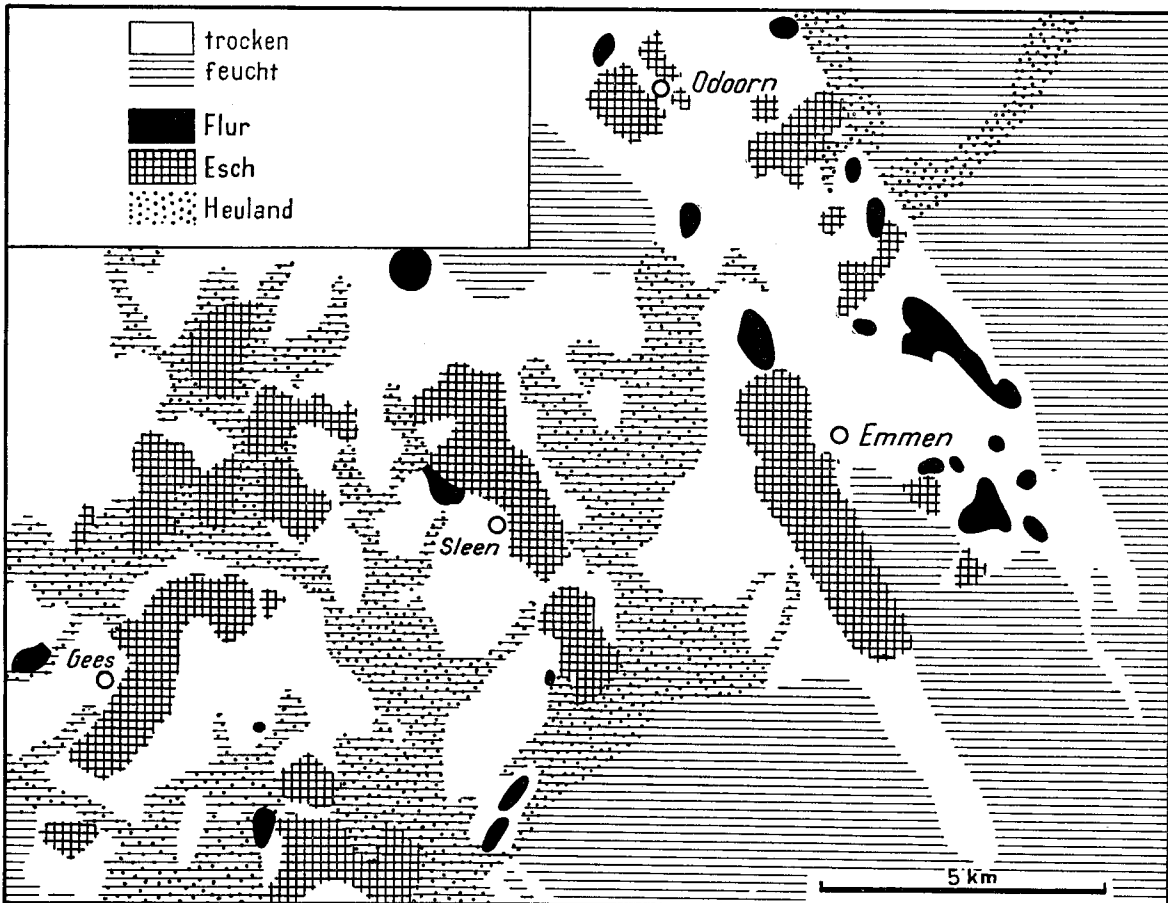 trocken
feucht
Flur
Esch
Heuland
Odoorn
Emmen
Sleen
Gees
5 km